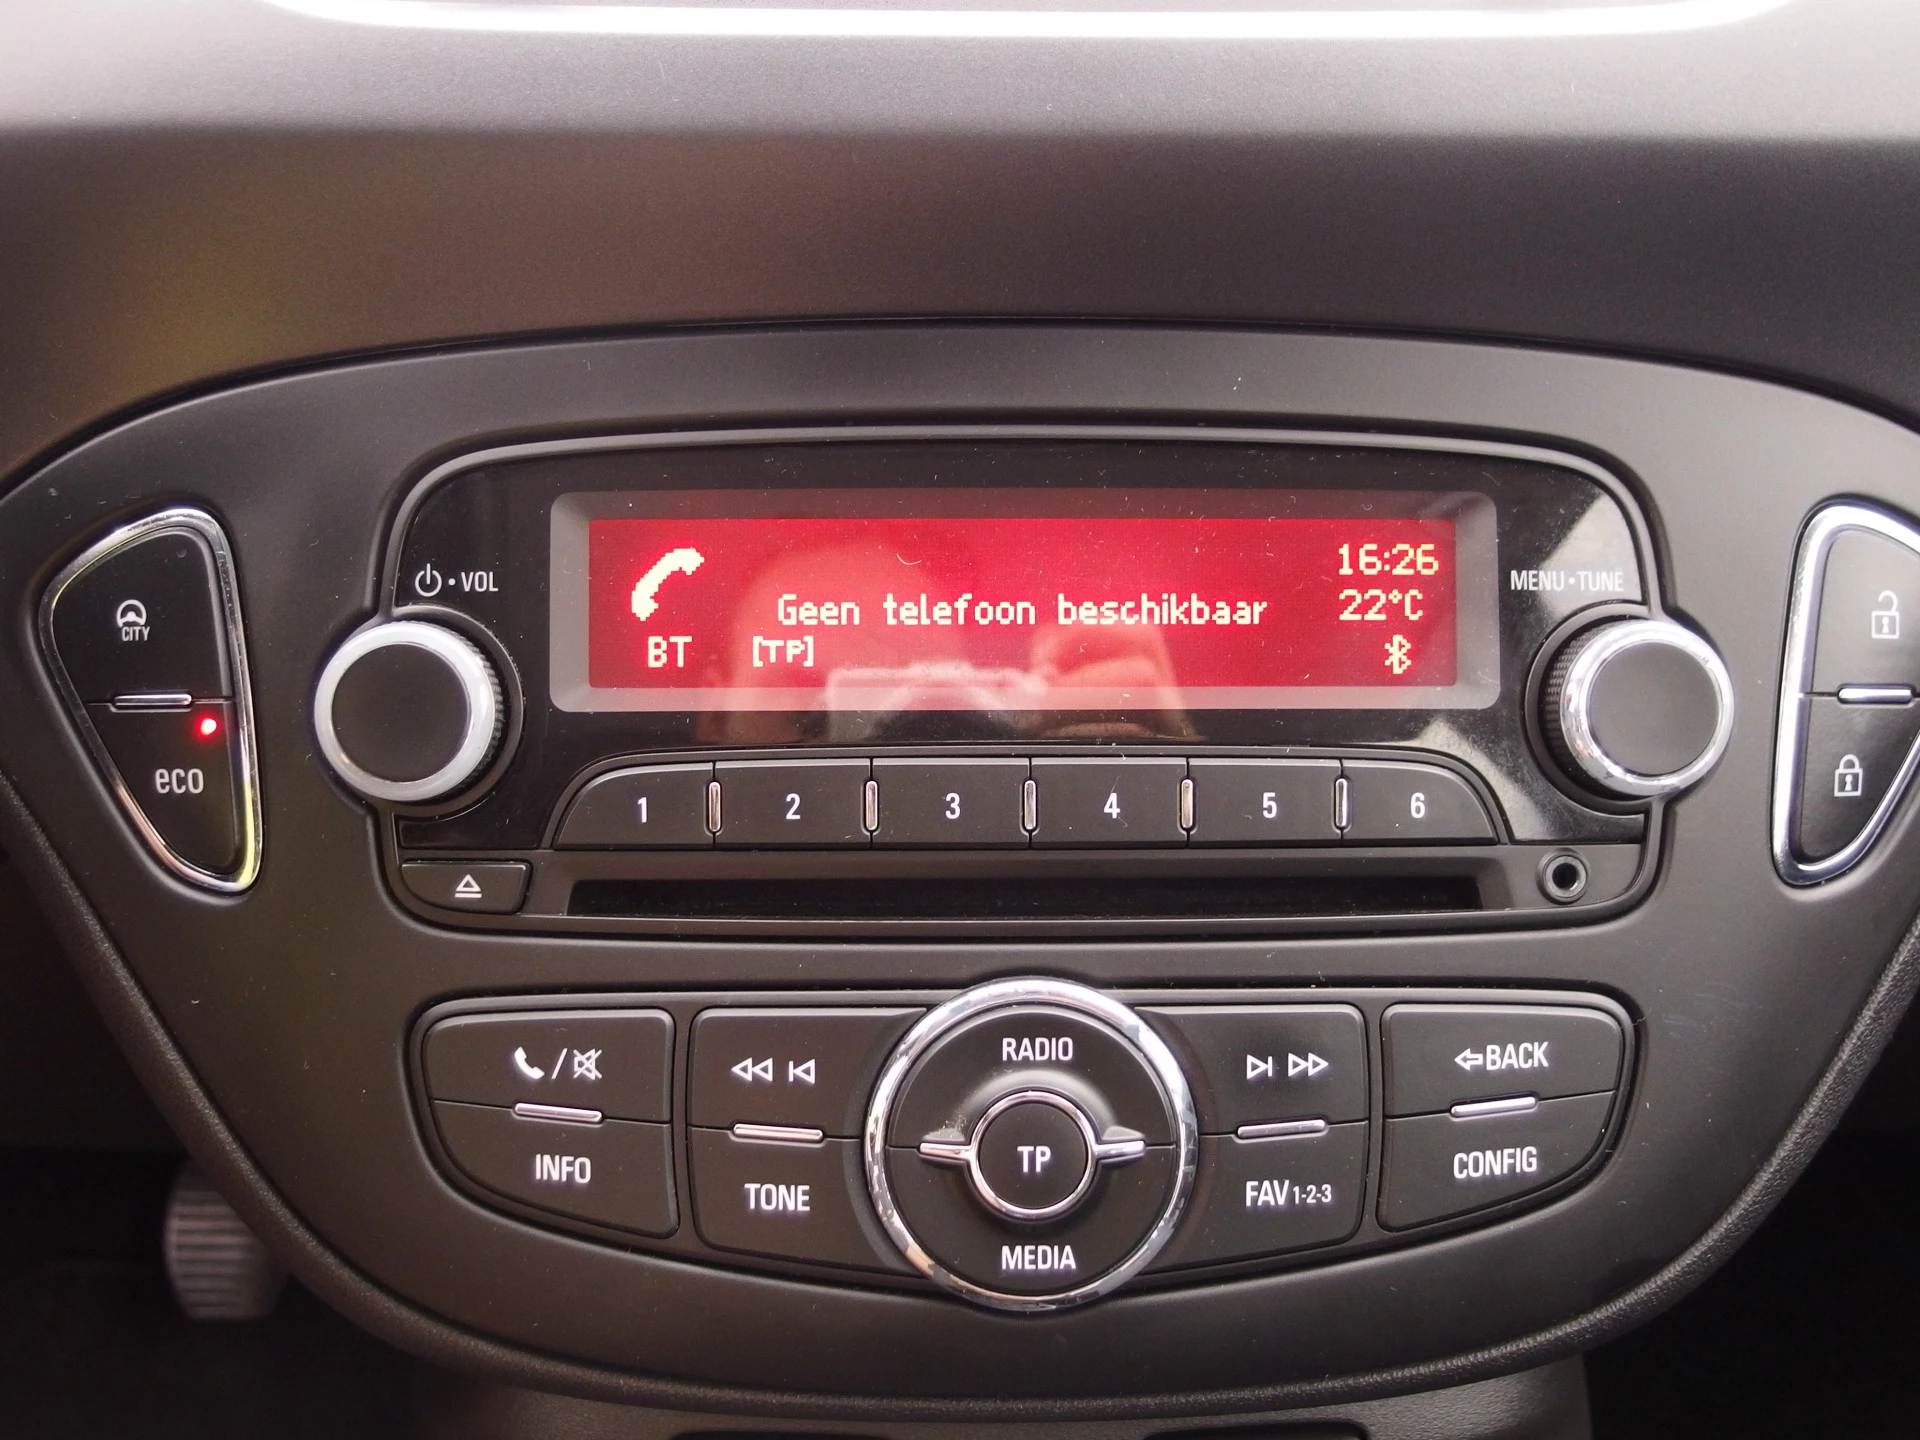 CITY
eco
VOL
MENU•TUNE
16:26
Geen telefoon beschikbaar 22°C
BT [TP]
1 2 3 4 5 6
RADIO
BACK
TP
INFO
CONFIG
TONE
FAV 1-2-3
MEDIA